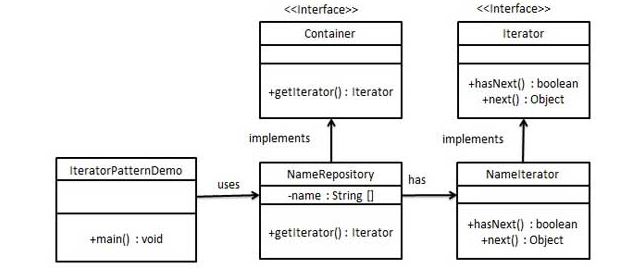 <<Interface>>
Container
+getIterator() : Iterator
<<Interface>>
Iterator
+hasNext() : boolean
+next() : Object
implements
implements
IteratorPatternDemo
+main() : void
uses
NameRepository
-name : String []
+getIterator() : Iterator
has
NameIterator
+hasNext() : boolean
+next() : Object